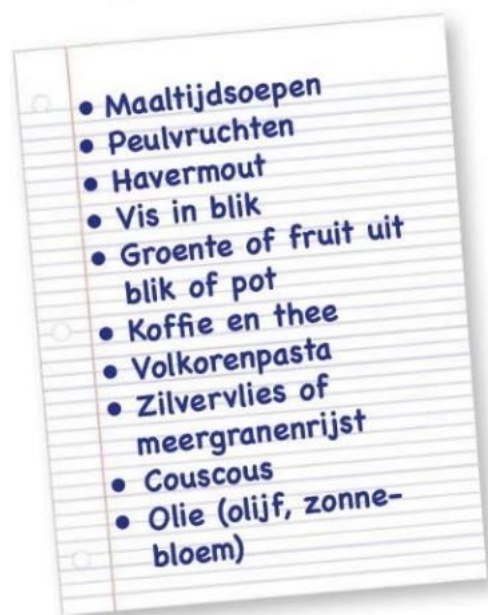 • Maaltijdsoepen
• Peulvruchten
• Havermout
• Vis in blik
• Groente of fruit uit
blik of pot
• Koffie en thee
• Volkorenpasta
• Zilvervlies of
meergranenrijst
• Couscous
• Olie (olijf, zonne-
bloem)